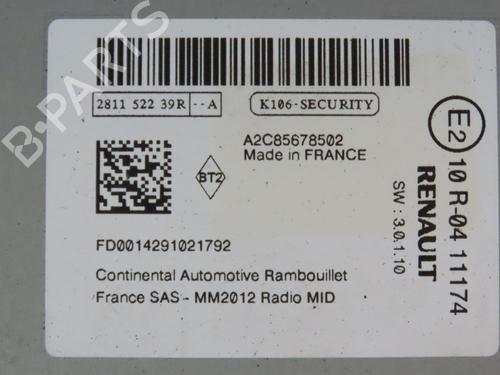 2811 522 39R --A
K106-SECURITY
A2C85678502
Made in FRANCE
BT2
FD0014291021792
Continental Automotive Rambouillet
France SAS - MM2012 Radio MID
E2
10 R-04 11174
RENAULT
SW : 3.0.1.10
B-PARTS